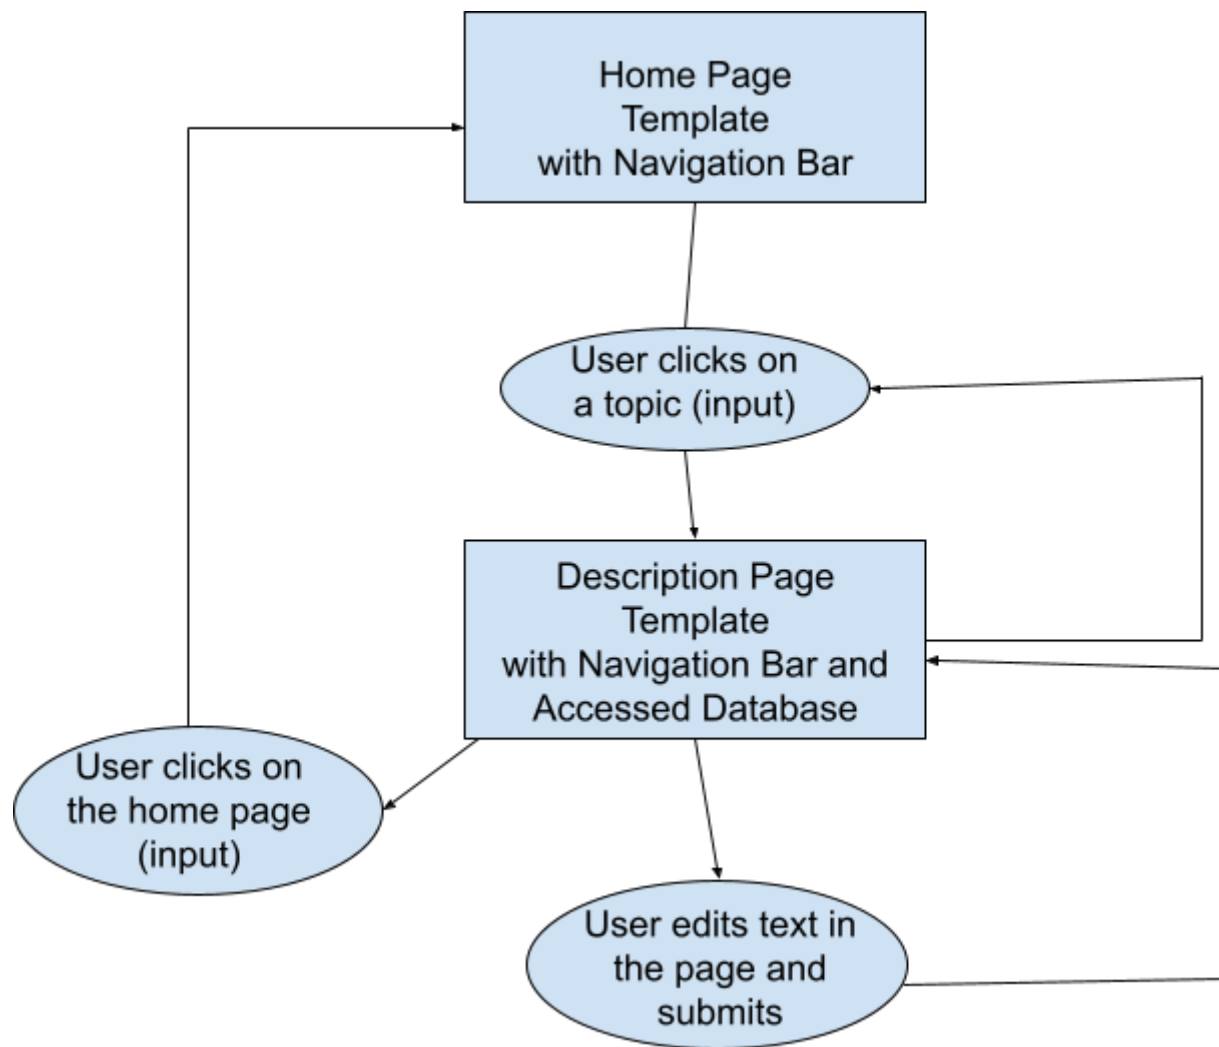 Home Page
Template
with Navigation Bar
User clicks on
a topic (input)
Description Page
Template
with Navigation Bar and
Accessed Database
User clicks on
the home page
(input)
User edits text in
the page and
submits